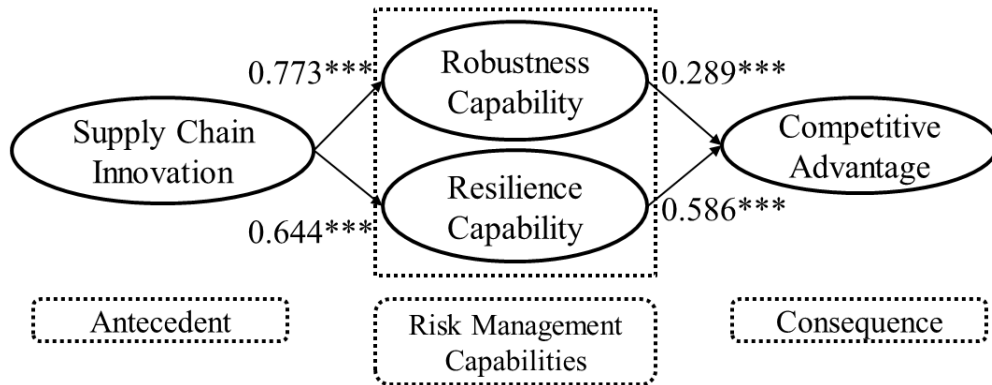 0.773***
Robustness
Capability
0.289***
Supply Chain
Innovation
Competitive
Advantage
Resilience
Capability
0.644***
0.586***
Antecedent
Risk Management
Capabilities
Consequence